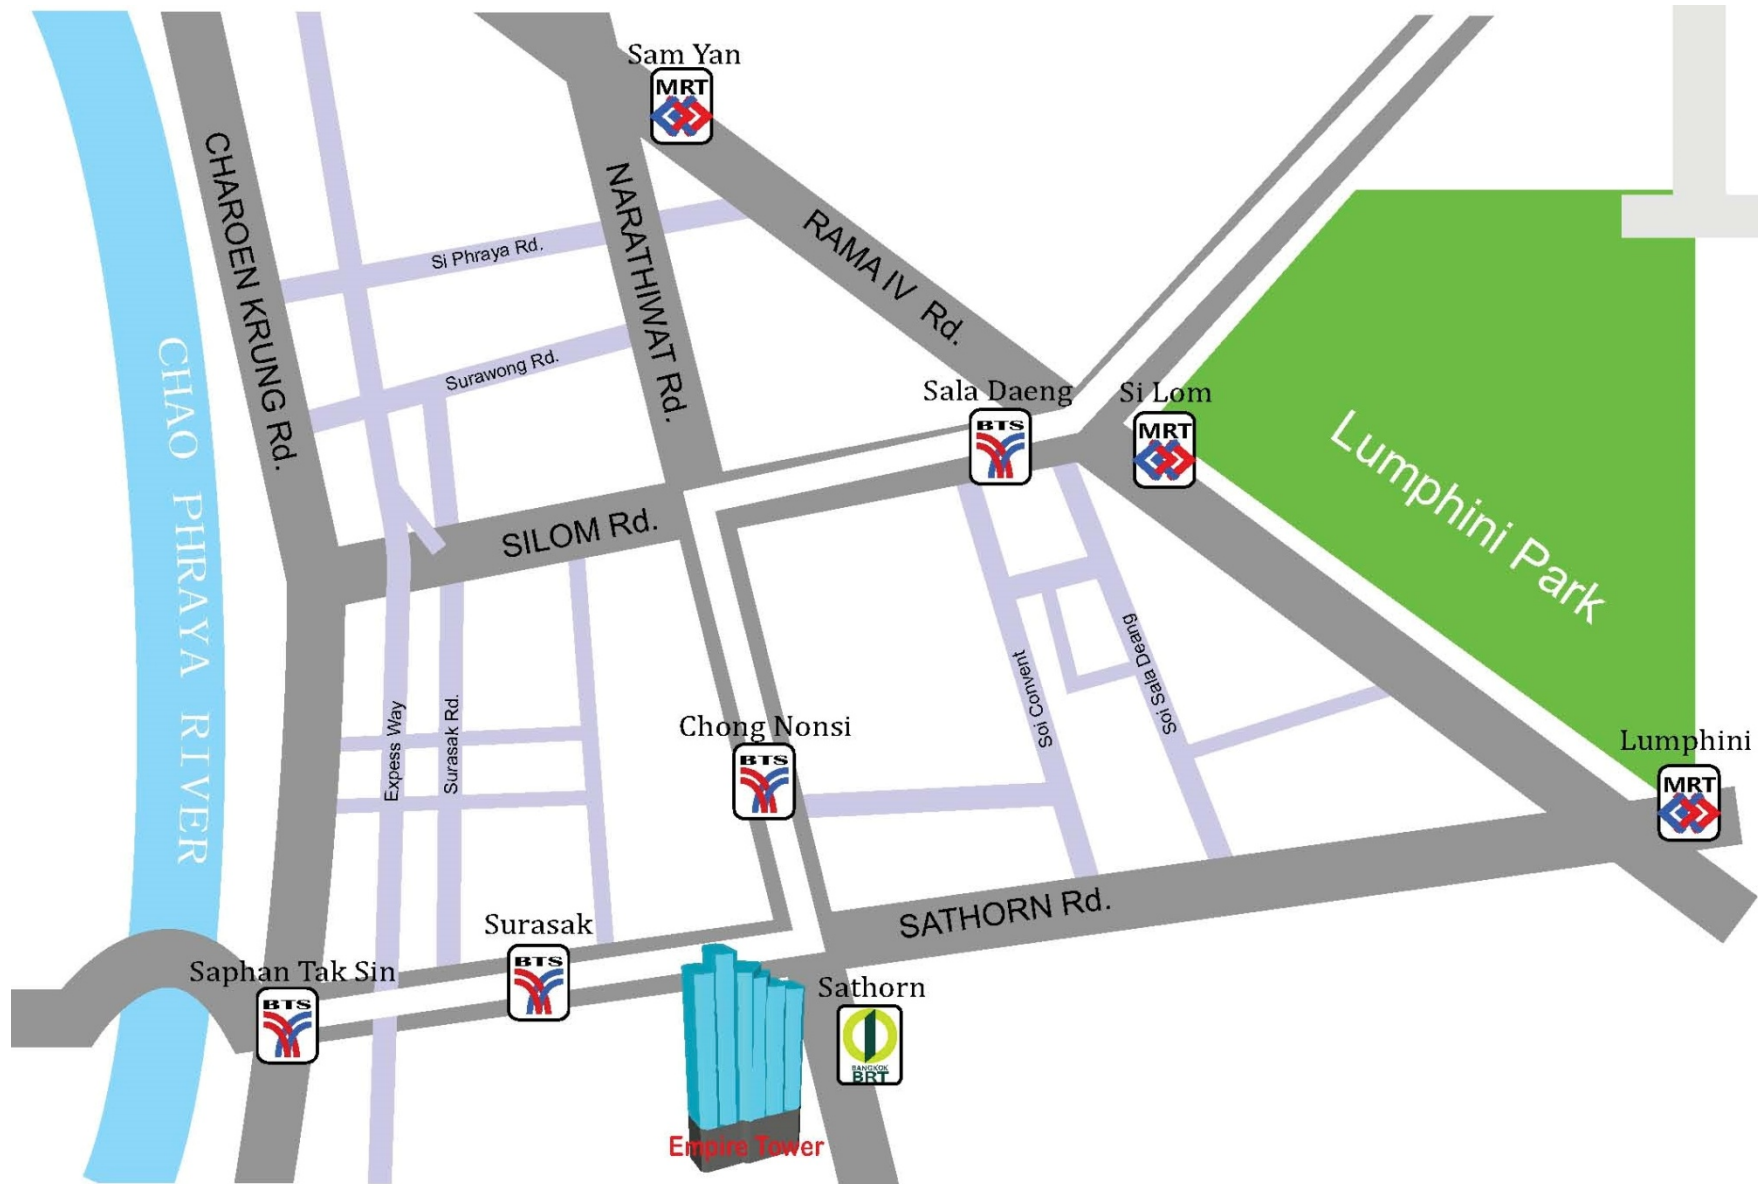 Sam Yan
MRT
CHAROEN KRUNG Rd.
NARATHIWAT Rd.
RAMA IV Rd.
Si Phraya Rd.
Surawong Rd.
CHAO PHRAYA RIVER
Sala Daeng
BTS
Si Lom
MRT
Lumphini Park
SILOM Rd.
Soi Convent
Soi Sala Deang
Expess Way
Surasak Rd.
Chong Nonsi
BTS
Lumphini
MRT
SATHORN Rd.
Surasak
BTS
Saphan Tak Sin
BTS
Sathorn
BANGKOK
BRT
Empire Tower